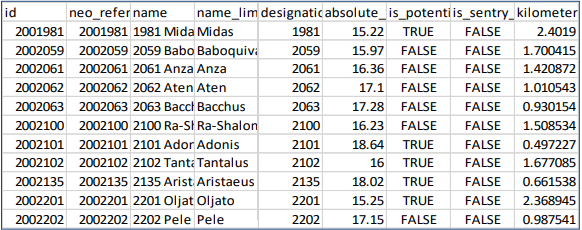 id neo_refer name name_lim designatic absolute_ is_potenti is_sentry_ kilometer
2001981 2001981 1981 Mida Midas 1981 15.22 TRUE FALSE 2.4019
2002059 2002059 2059 Babo Baboquiva 2059 15.97 FALSE FALSE 1.700415
2002061 2002061 2061 Anza Anza 2061 16.36 FALSE FALSE 1.420872
2002062 2002062 2062 Aten Aten 2062 17.1 FALSE FALSE 1.010543
2002063 2002063 2063 Bacch Bacchus 2063 17.28 FALSE FALSE 0.930154
2002100 2002100 2100 Ra-Sh Ra-Shalom 2100 16.23 FALSE FALSE 1.508534
2002101 2002101 2101 Adon Adonis 2101 18.64 TRUE FALSE 0.497227
2002102 2002102 2102 Tanta Tantalus 2102 16 TRUE FALSE 1.677085
2002135 2002135 2135 Arist Aristaeus 2135 18.02 TRUE FALSE 0.661538
2002201 2002201 2201 Oljat Oljato 2201 15.25 TRUE FALSE 2.368945
2002202 2002202 2202 Pele Pele 2202 17.15 FALSE FALSE 0.987541